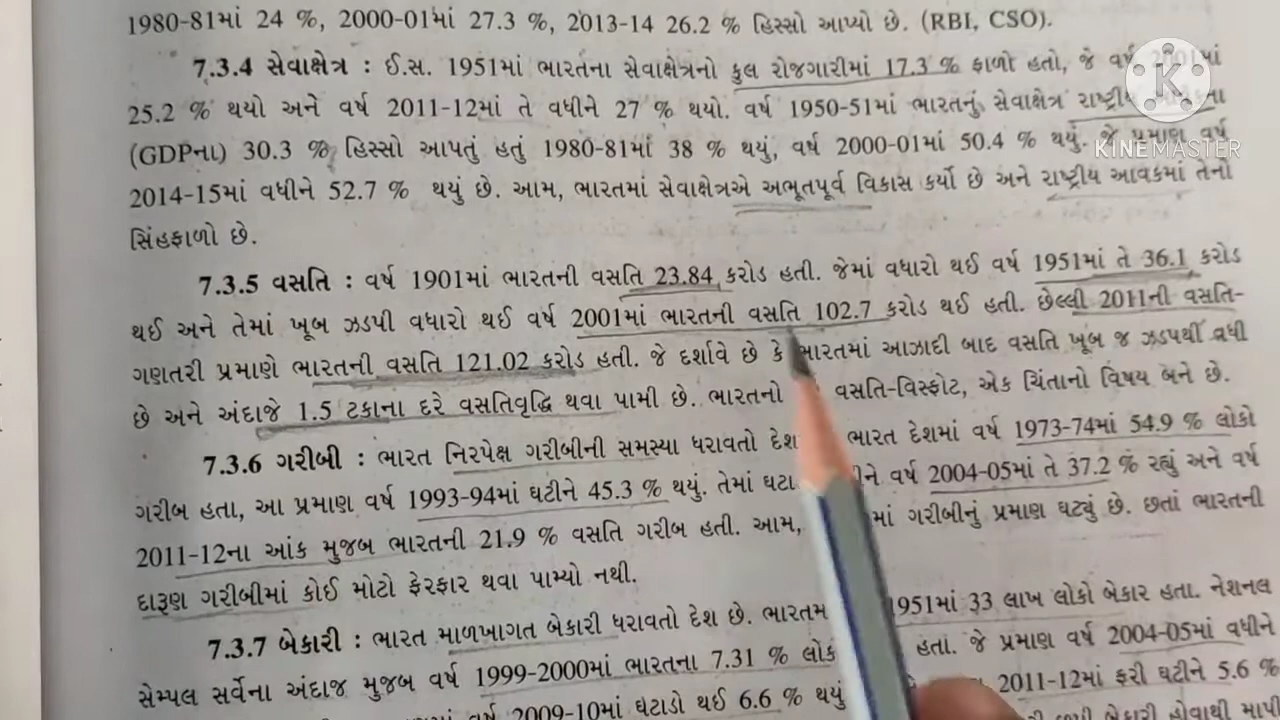 1980-81માં 24 %, 2000-01માં 27.3 %, 2013-14 26.2 % હિસ્સો આપ્યો છે. (RBI, CSO).
7.3.4 સેવાક્ષેત્ર : ઈ.સ. 1951માં ભારતના સેવાક્ષેત્રનો કુલ રોજગારીમાં 17.3 % ફાળો હતો, જે વર્ષ 2001માં
25.2 % થયો અને વર્ષ 2011-12માં તે વધીને 27 % થયો. વર્ષ 1950-51માં ભારતનું સેવાક્ષેત્ર રાષ્ટ્રીય
(GDPના) 30.3 % હિસ્સો આપતું હતું 1980-81માં 38 % થયું, વર્ષ 2000-01માં 50.4 % થયું. જે પ્રમાણ વર્ષ
2014-15માં વધીને 52.7 % થયું છે. આમ, ભારતમાં સેવાક્ષેત્રએ અભૂતપૂર્વ વિકાસ કર્યો છે અને રાષ્ટ્રીય આવકમાં તેનો
સિંહફાળો છે.
7.3.5 વસતિ : વર્ષ 1901માં ભારતની વસતિ 23.84 કરોડ હતી. જેમાં વધારો થઈ વર્ષ 1951માં તે 36.1 કરોડ
થઈ અને તેમાં ખૂબ ઝડપી વધારો થઈ વર્ષ 2001માં ભારતની વસતિ 102.7 કરોડ થઈ હતી. છેલ્લી 2011ની વસતિ-
ગણતરી પ્રમાણે ભારતની વસતિ 121.02 કરોડ હતી. જે દર્શાવે છે કે ભારતમાં આઝાદી બાદ વસતિ ખૂબ જ ઝડપથી વધી
છે અને અંદાજે 1.5 ટકાના દરે વસતિવૃદ્ધિ થવા પામી છે. ભારતનો વસતિ-વિસ્ફોટ, એક ચિંતાનો વિષય બને છે.
7.3.6 ગરીબી : ભારત નિરપેક્ષ ગરીબીની સમસ્યા ધરાવતો દેશ ભારત દેશમાં વર્ષ 1973-74માં 54.9 % લોકો
ગરીબ હતા, આ પ્રમાણ વર્ષ 1993-94માં ઘટીને 45.3 % થયું. તેમાં વર્ષ 2004-05માં તે 37.2 % રહ્યું અને વર્ષ
2011-12ના આંક મુજબ ભારતની 21.9 % વસતિ ગરીબ હતી. આમ, ગરીબીનું પ્રમાણ ઘટ્યું છે. છતાં ભારતની
દારૂણ ગરીબીમાં કોઈ મોટો ફેરફાર થવા પામ્યો નથી.
7.3.7 બેકારી : ભારત માળખાગત બેકારી ધરાવતો દેશ છે. 1951માં 33 લાખ લોકો બેકાર હતા. નેશનલ
સેમ્પલ સર્વેના અંદાજ મુજબ વર્ષ 1999-2000માં ભારતના 7.31 % હતા. જે પ્રમાણ વર્ષ 2004-05માં વધીને
વર્ષ 2009-10માં ઘટાડો થઈ 6.6 % થયું 2011-12માં ફરી ઘટીને 5.6 %
K
KINEMASTER